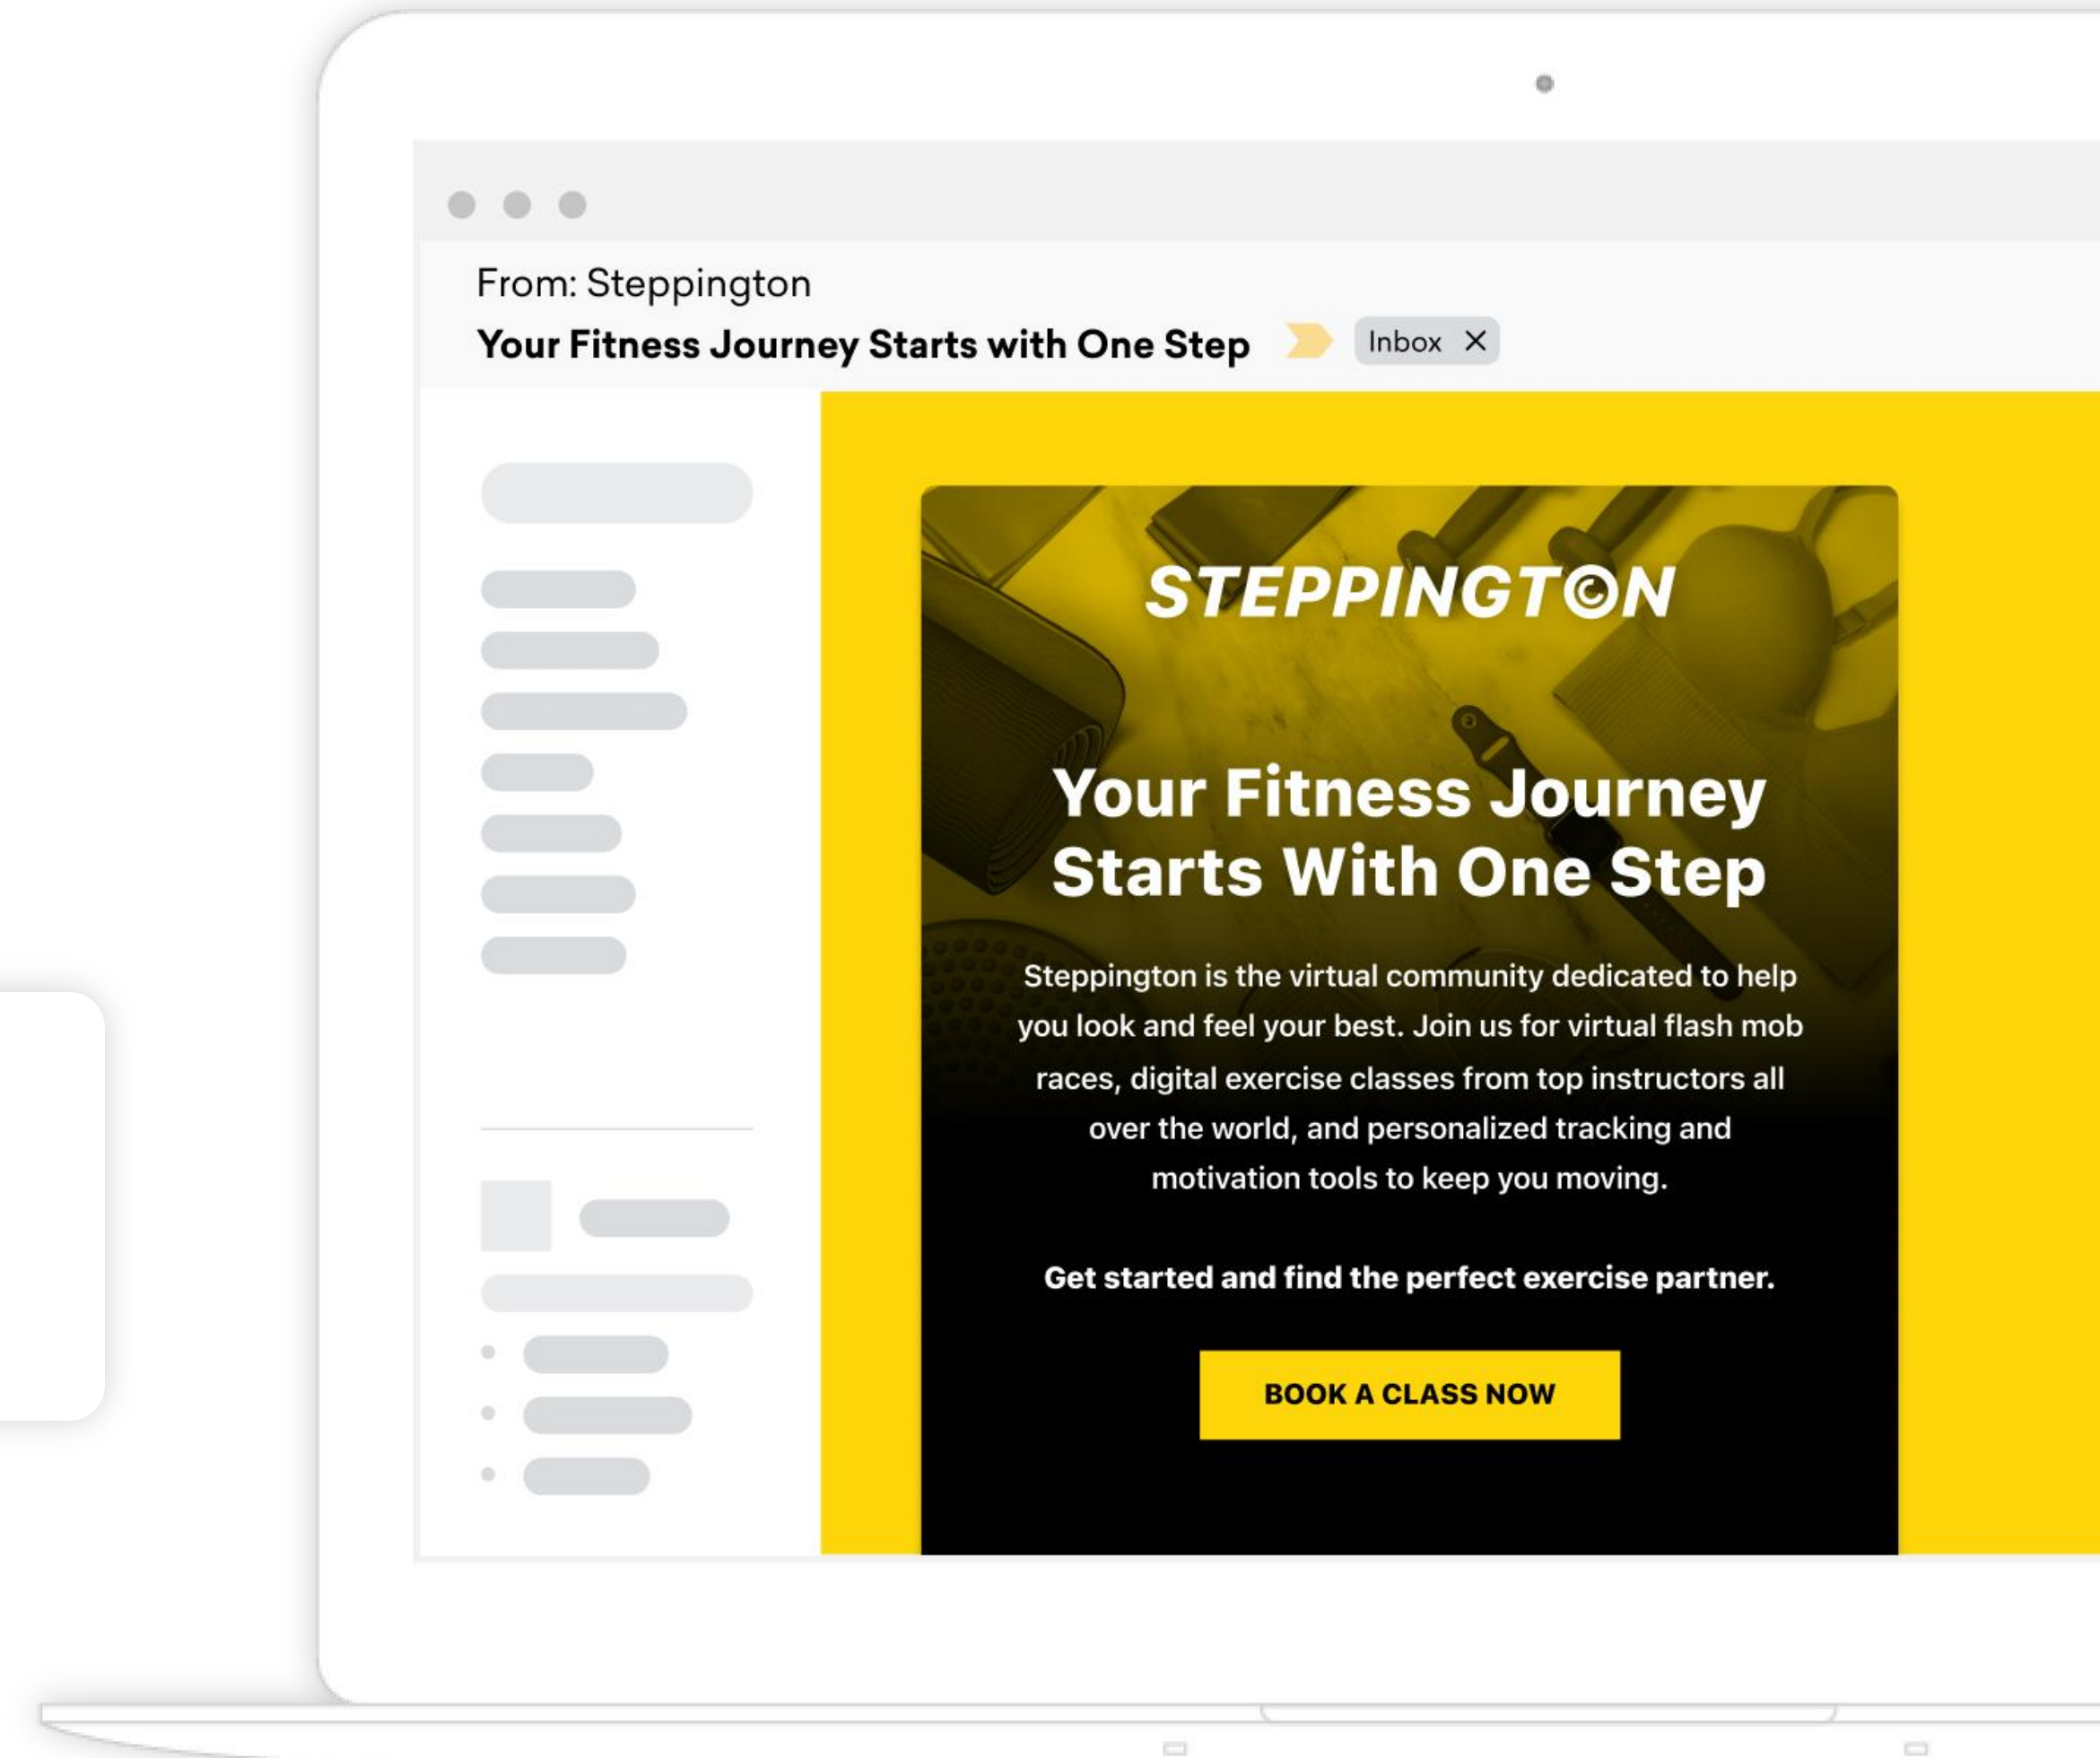 From: Steppington
Your Fitness Journey Starts with One Step
Inbox ×
STEPPINGTON
Your Fitness Journey
Starts With One Step
Steppington is the virtual community dedicated to help
you look and feel your best. Join us for virtual flash mob
races, digital exercise classes from top instructors all
over the world, and personalized tracking and
motivation tools to keep you moving.
Get started and find the perfect exercise partner.
BOOK A CLASS NOW